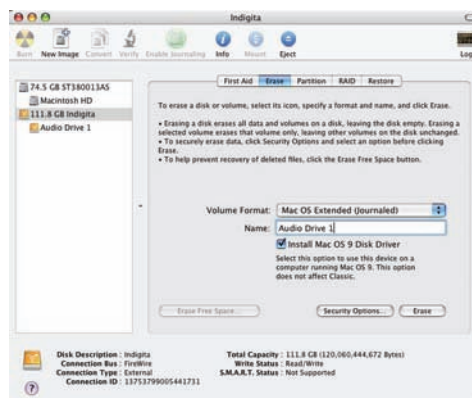 Indigita
Burn New Image Convert Verify Enable Journaling Info Mount Eject Log
First Aid Erase Partition RAID Restore
74.5 GB ST380013AS
Macintosh HD
111.8 GB Indigita
Audio Drive 1
To erase a disk or volume, select its icon, specify a format and name, and click Erase.
• Erasing a disk erases all data and volumes on a disk, leaving the disk empty. Erasing a
selected volume erases that volume only, leaving other volumes on the disk unchanged.
• To securely erase data, click Security Options and select an option before clicking
Erase.
• To help prevent recovery of deleted files, click the Erase Free Space button.
Volume Format: Mac OS Extended (Journaled)
Name: Audio Drive 1
Install Mac OS 9 Disk Driver
Select this option to use this device on a
computer running Mac OS 9. This option
does not affect Classic.
Erase Free Space... Security Options... Erase
Disk Description : Indigita Total Capacity : 111.8 GB (120,060,444,672 Bytes)
Connection Bus : FireWire Write Status : Read/Write
Connection Type : External S.M.A.R.T. Status : Not Supported
Connection ID : 13753799005441731